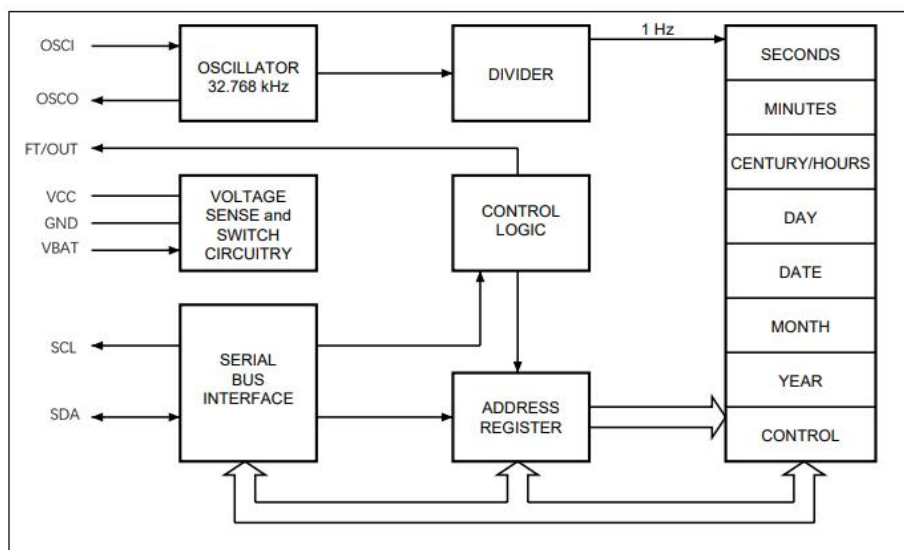 OSCI
OSCO
FT/OUT
VCC
GND
VBAT
SCL
SDA
OSCILLATOR
32.768 kHz
VOLTAGE
SENSE and
SWITCH
CIRCUITRY
SERIAL
BUS
INTERFACE
DIVIDER
CONTROL
LOGIC
ADDRESS
REGISTER
1 Hz
SECONDS
MINUTES
CENTURY/HOURS
DAY
DATE
MONTH
YEAR
CONTROL